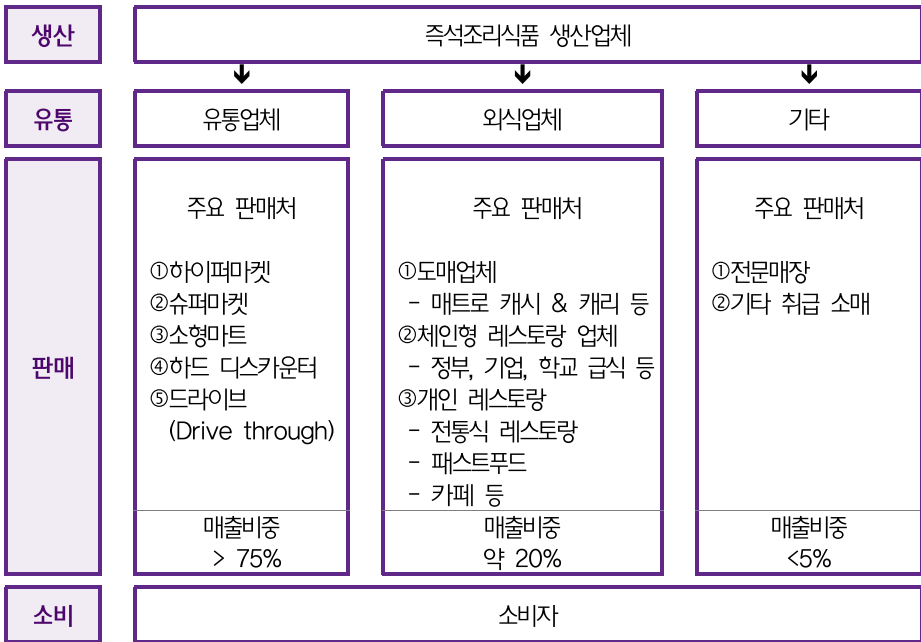 생산
즉석조리식품 생산업체
유통
유통업체
외식업체
기타
판매
주요 판매처
①하이퍼마켓
②슈퍼마켓
③소형마트
④하드 디스카운터
⑤드라이브
(Drive through)
매출비중
> 75%
주요 판매처
①도매업체
- 매트로 캐시 & 캐리 등
②체인형 레스토랑 업체
- 정부, 기업, 학교 급식 등
③개인 레스토랑
- 전통식 레스토랑
- 패스트푸드
- 카페 등
매출비중
약 20%
주요 판매처
①전문매장
②기타 취급 소매
매출비중
<5%
소비
소비자